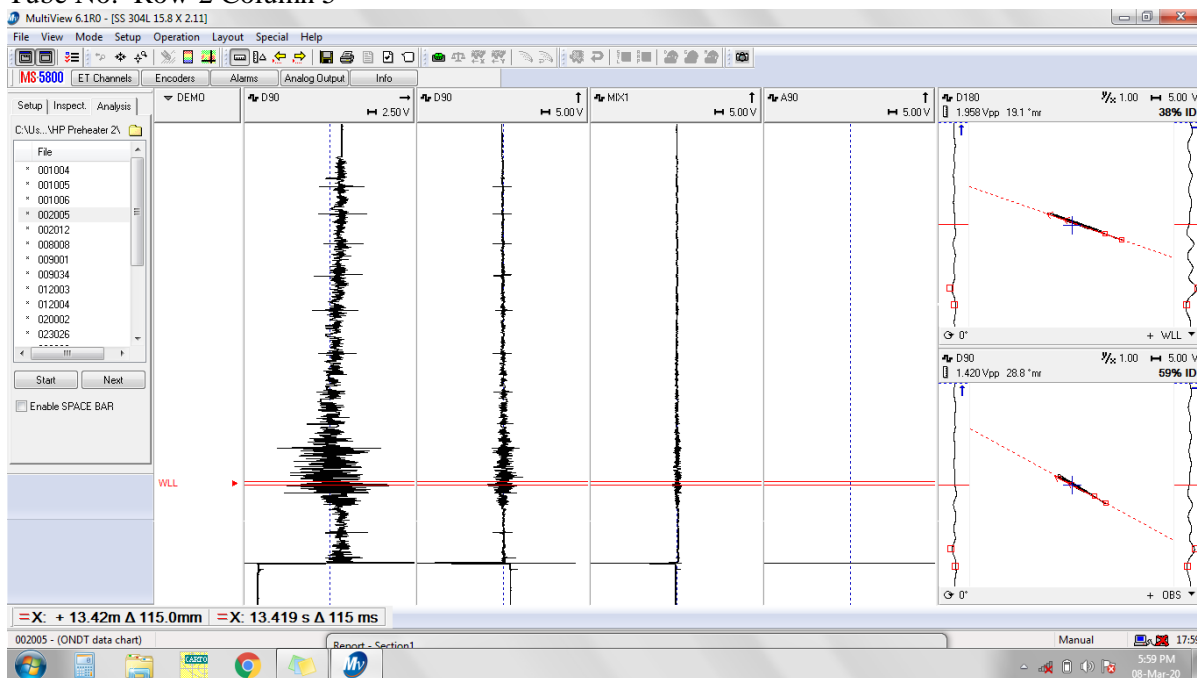 Tube No. Row-2 Column 5
MultiView 6.1R0 - [SS 304L 15.8 X 2.11]
File View Mode Setup Operation Layout Special Help
MS 5800 ET Channels Encoders Alarms Analog Output Info
Setup Inspect. Analysis
C:\Us...\HP Preheater 2\
File
001004
001005
001006
002005
002012
008008
009001
009034
012003
012004
020002
023026
Start Next
Enable SPACE BAR
DEMO
D90
2.50 V
D90
5.00 V
MIX1
5.00 V
A90
5.00 V
WLL
D180 y/x 1.00 5.00 V
1.958 Vpp 19.1 °mr 38% ID
0° + WLL
D90 y/x 1.00 5.00 V
1.420 Vpp 28.8 °mr 59% ID
0° + OBS
=X: + 13.42m Δ 115.0mm =X: 13.419 s Δ 115 ms
002005 - (ONDT data chart)
Report - Section1
Manual 17:59
CARTO
Mv
5:59 PM
08-Mar-20